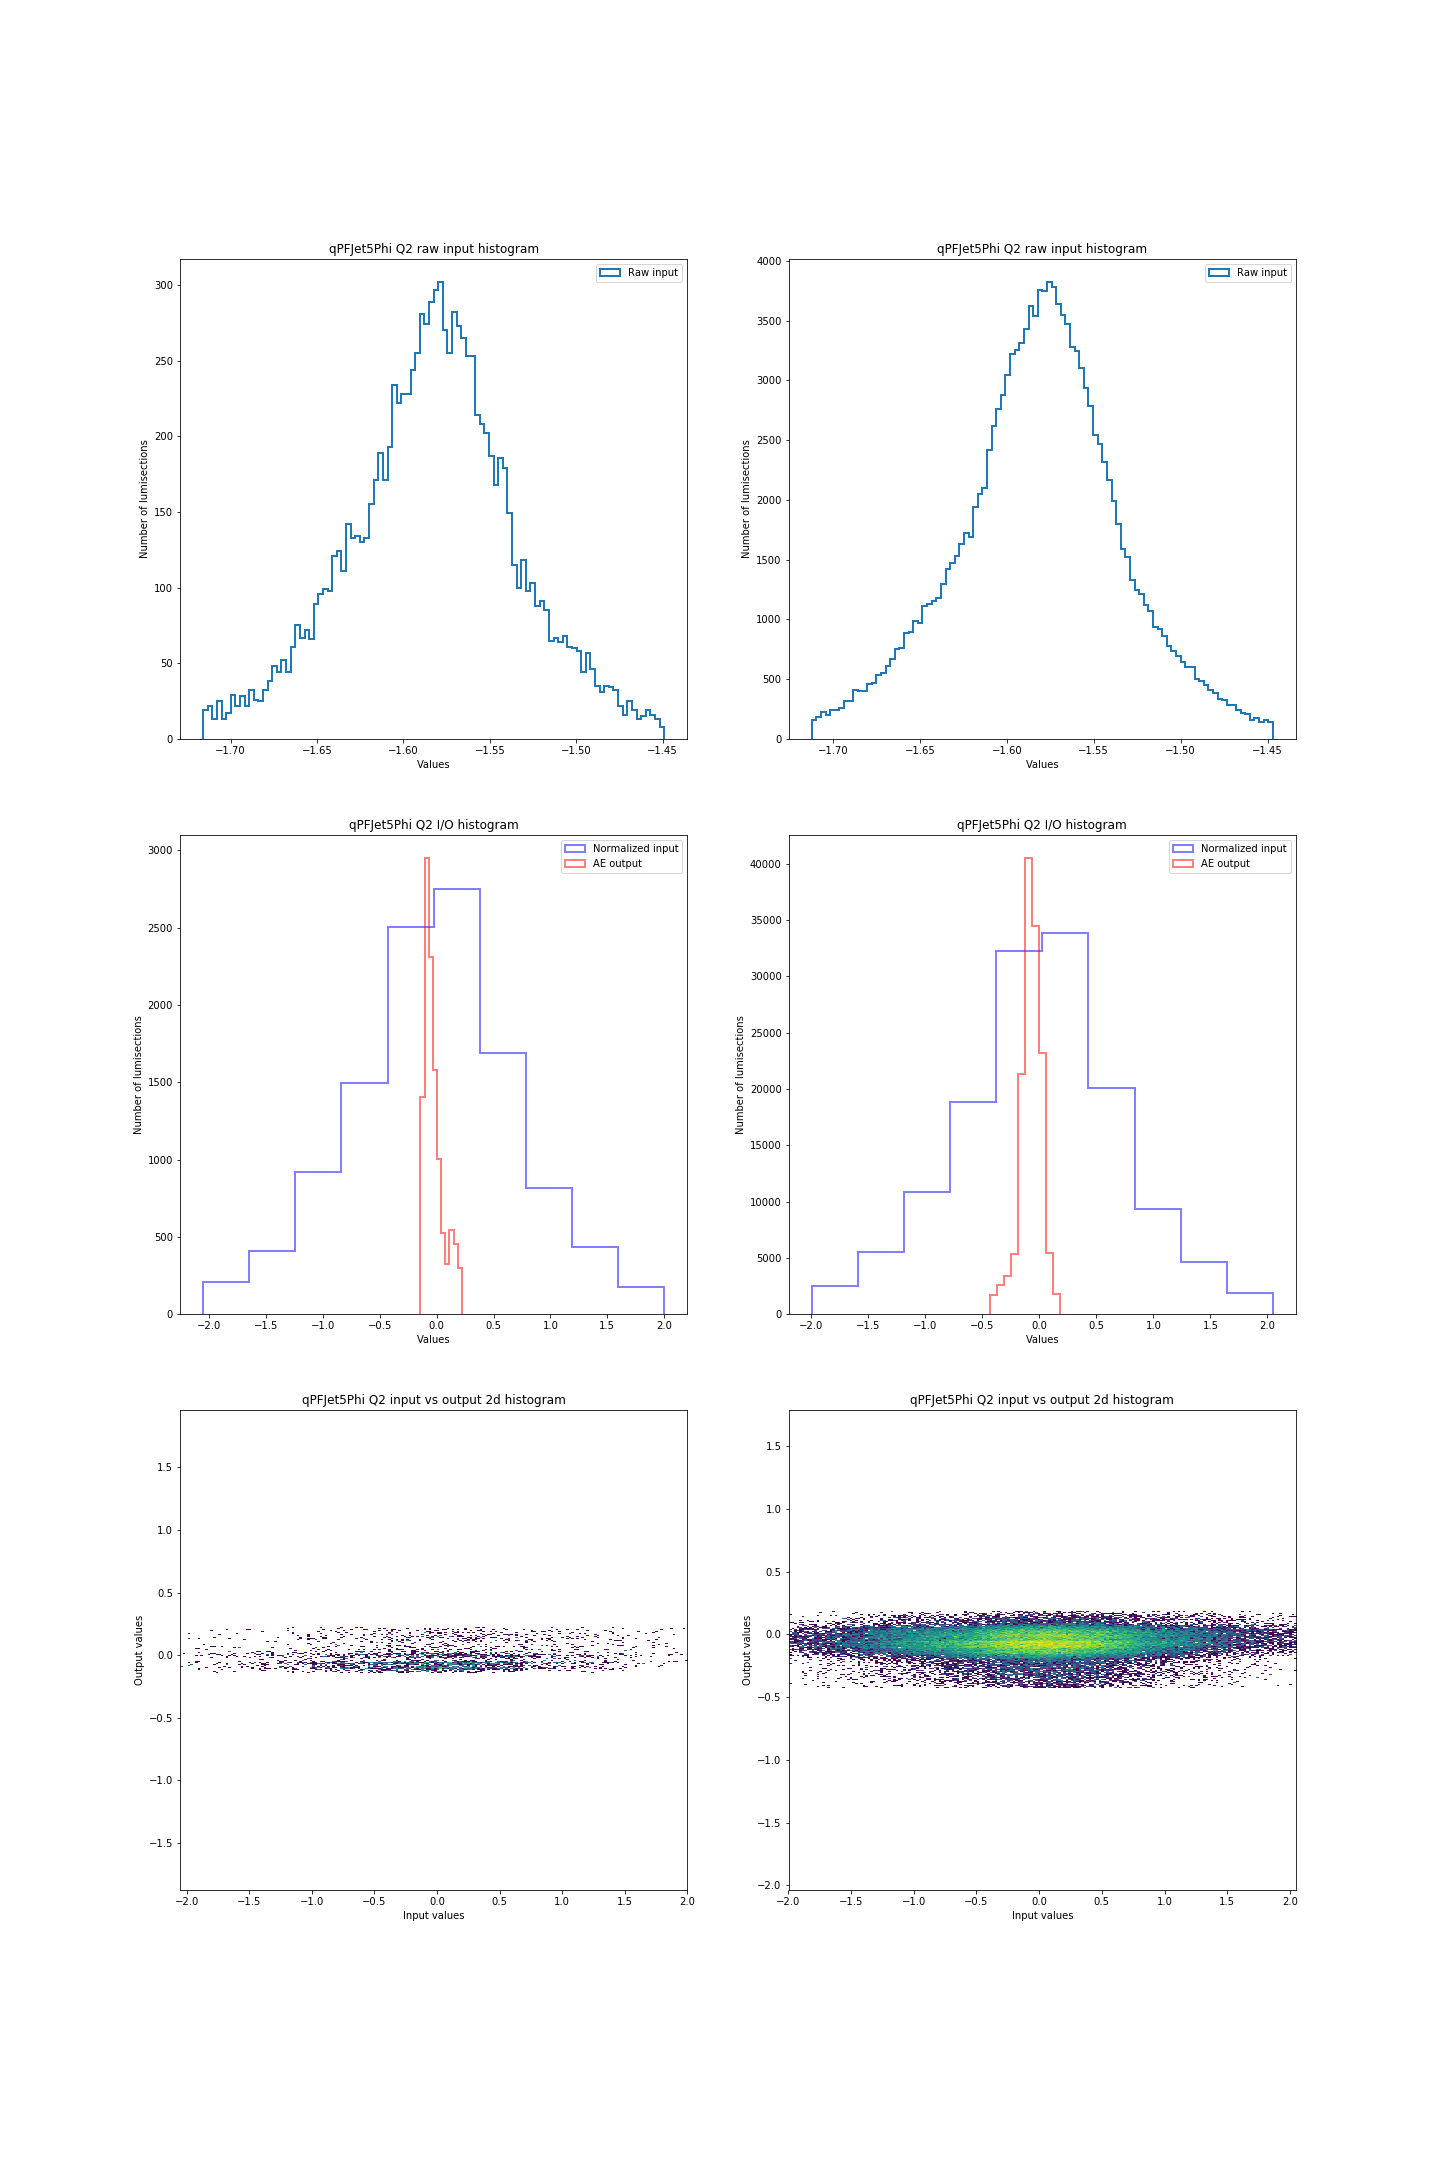 qPFJet5Phi Q2 raw input histogram
Raw input
300
250
200
150
100
50
0
Number of lumisections
−1.70 −1.65 −1.60 −1.55 −1.50 −1.45
Values
qPFJet5Phi Q2 raw input histogram
Raw input
4000
3500
3000
2500
2000
1500
1000
500
0
Number of lumisections
−1.70 −1.65 −1.60 −1.55 −1.50 −1.45
Values
qPFJet5Phi Q2 I/O histogram
Normalized input
AE output
3000
2500
2000
1500
1000
500
0
Number of lumisections
−2.0 −1.5 −1.0 −0.5 0.0 0.5 1.0 1.5 2.0
Values
qPFJet5Phi Q2 I/O histogram
Normalized input
AE output
40000
35000
30000
25000
20000
15000
10000
5000
0
Number of lumisections
−2.0 −1.5 −1.0 −0.5 0.0 0.5 1.0 1.5 2.0
Values
qPFJet5Phi Q2 input vs output 2d histogram
1.5
1.0
0.5
0.0
−0.5
−1.0
−1.5
Output values
−2.0 −1.5 −1.0 −0.5 0.0 0.5 1.0 1.5 2.0
Input values
qPFJet5Phi Q2 input vs output 2d histogram
1.5
1.0
0.5
0.0
−0.5
−1.0
−1.5
−2.0
Output values
−2.0 −1.5 −1.0 −0.5 0.0 0.5 1.0 1.5 2.0
Input values